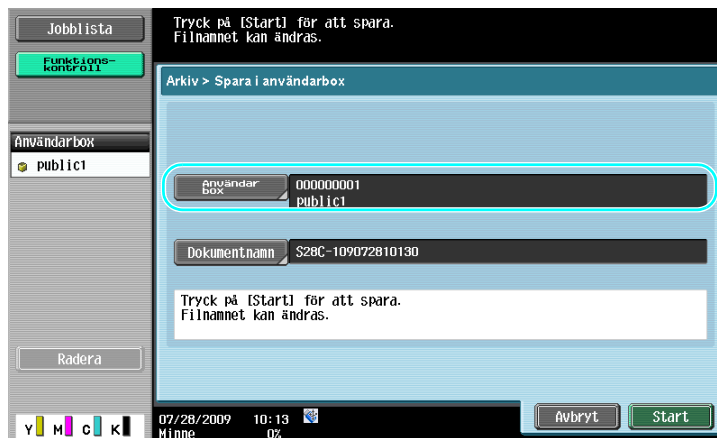 Jobblista
Funktions-
kontroll
Användarbox
public1
Radera
Y M C K
Tryck på [Start] för att spara.
Filnamnet kan ändras.
Arkiv > Spara i användarbox
Användar
box
000000001
public1
Dokumentnamn
S28C-109072810130
Tryck på [Start] för att spara.
Filnamnet kan ändras.
07/28/2009 10:13
Minne 0%
Avbryt
Start